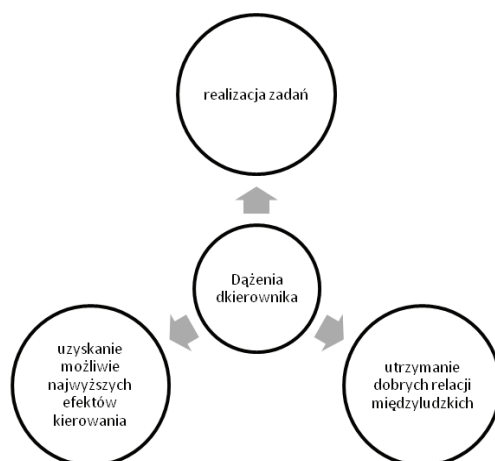 realizacja zadań
Dążenia
dkierownika
uzyskanie
możliwie
najwyższych
efektów
kierowania
utrzymanie
dobrych relacji
międzyludzkich